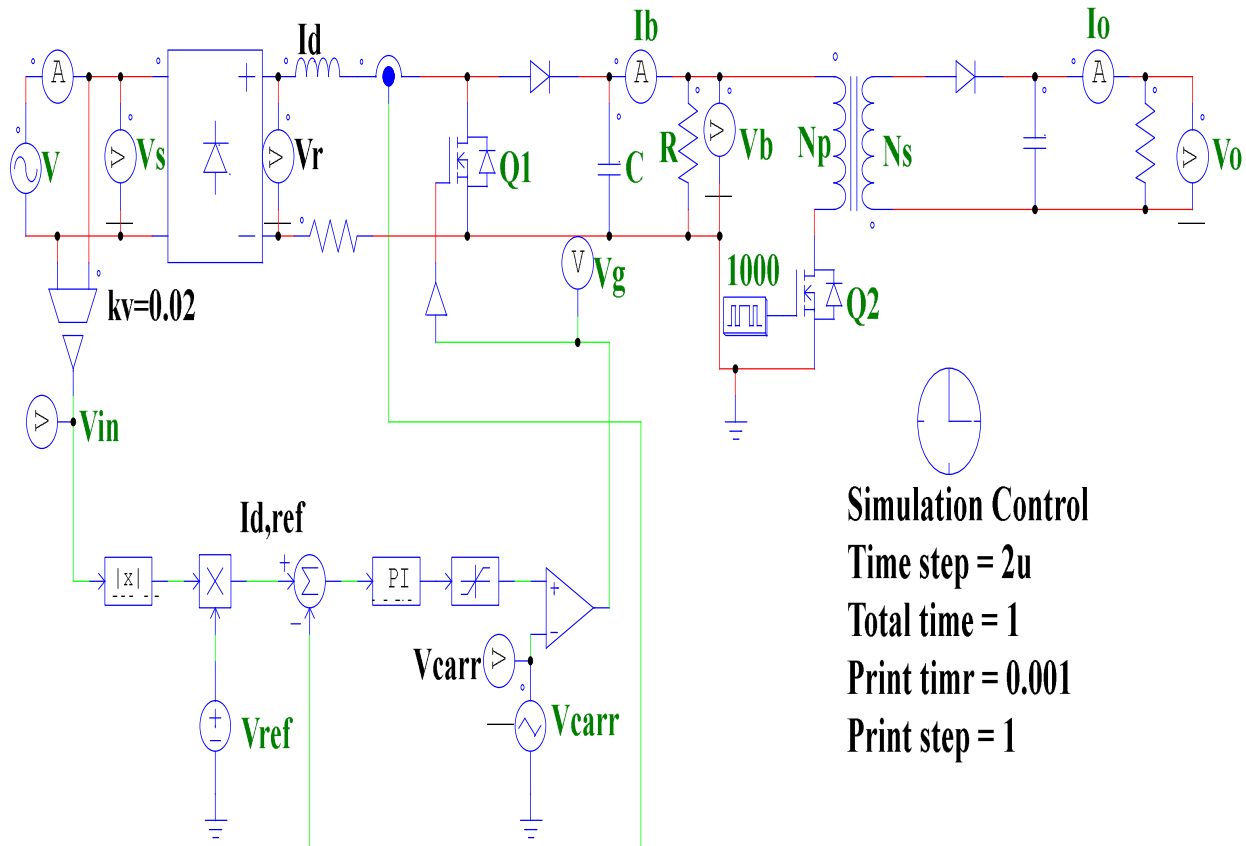 Id
Ib
Io
A
A
A
+
V
V
Vs
V
Vr
Q1
C
R
V
Vb
Np
Ns
V
Vo
−
V
Vg
1000
Q2
kv=0.02
V
Vin
Id,ref
|x|
X
+
Σ
−
PI
+
−
Vcarr
V
Vcarr
+
−
Vref
Simulation Control
Time step = 2u
Total time = 1
Print timr = 0.001
Print step = 1